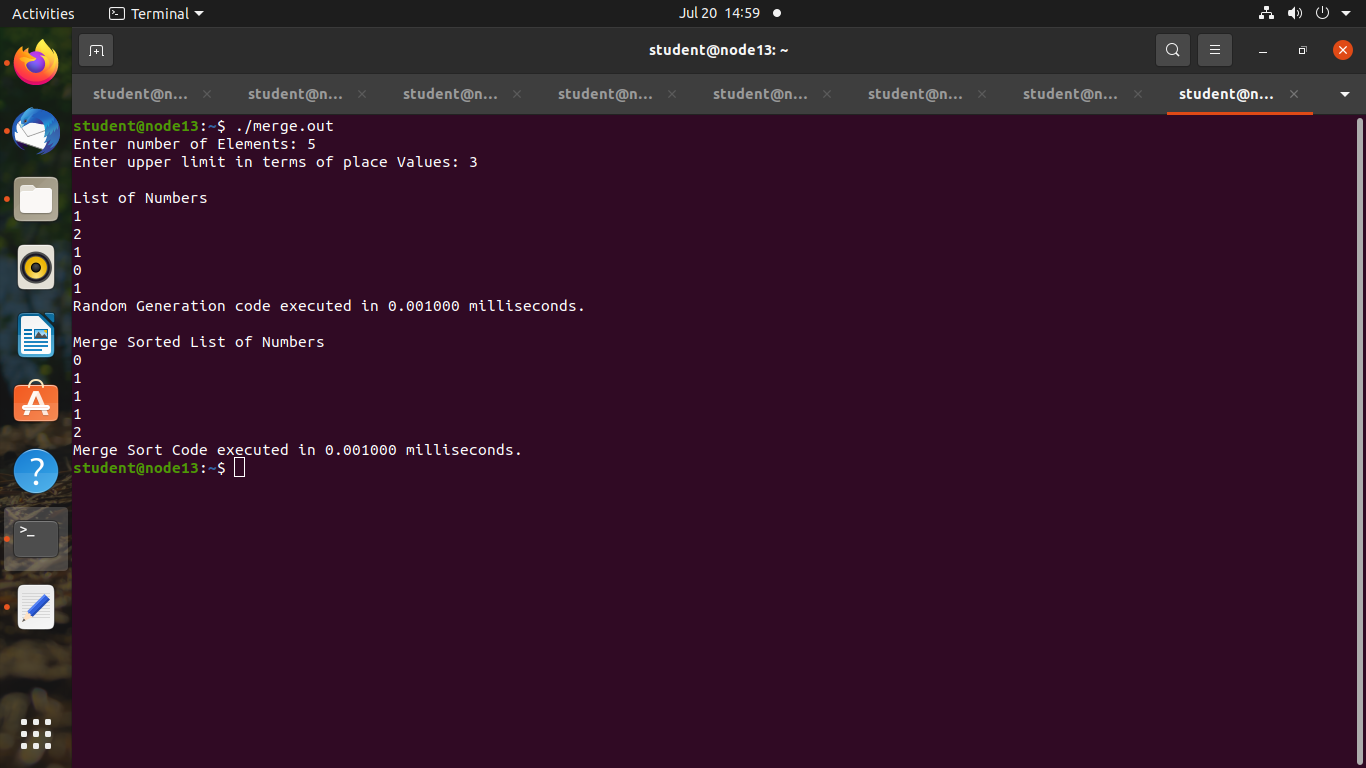 Activities
Terminal
Jul 20 14:59
student@node13: ~
student@n...
student@n...
student@n...
student@n...
student@n...
student@n...
student@n...
student@n...
student@node13:~$ ./merge.out
Enter number of Elements: 5
Enter upper limit in terms of place Values: 3
List of Numbers
1
2
1
0
1
Random Generation code executed in 0.001000 milliseconds.
Merge Sorted List of Numbers
0
1
1
1
2
Merge Sort Code executed in 0.001000 milliseconds.
student@node13:~$